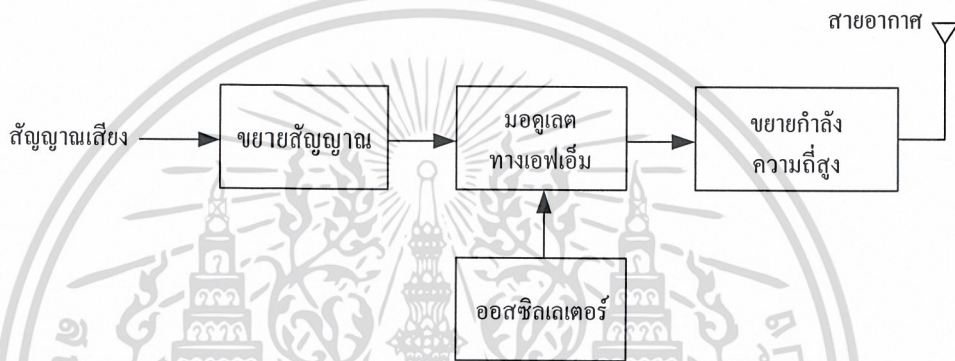 สายอากาศ
สัญญาณเสียง
ขยายสัญญาณ
มอดูเลต
ทางเอฟเอ็ม
ขยายกำลัง
ความถี่สูง
ออสซิลเลเตอร์